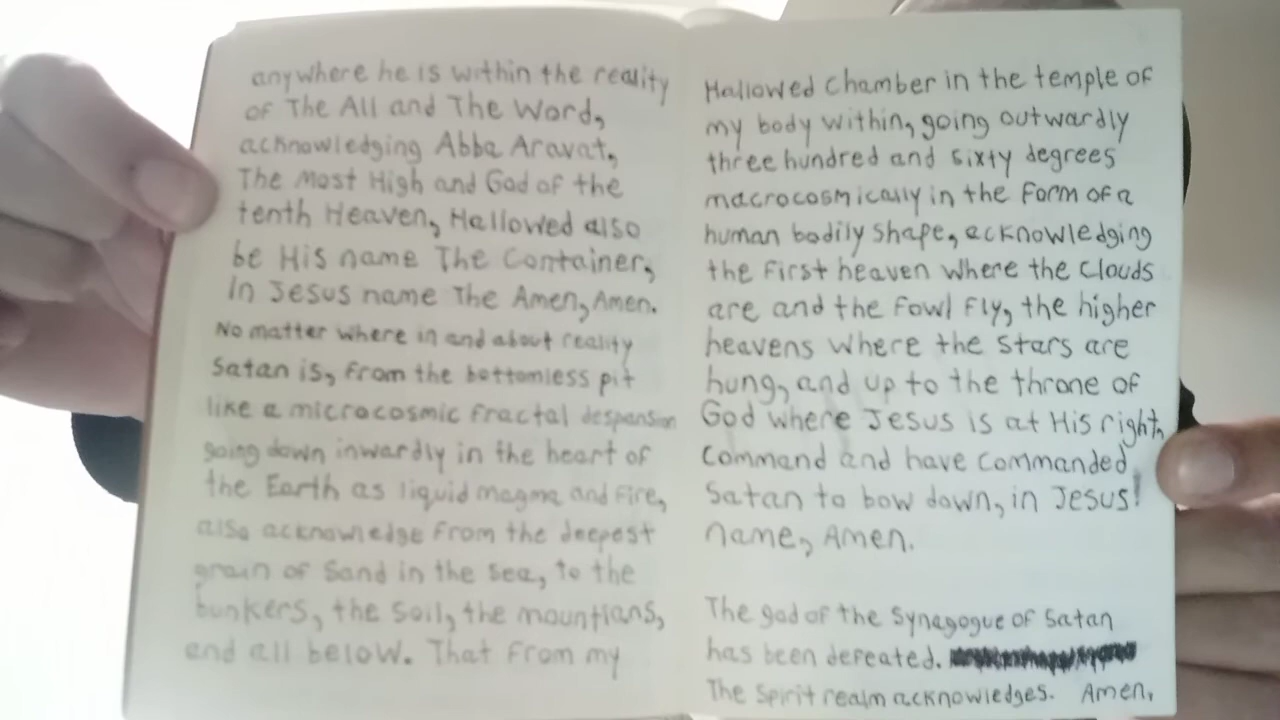 anywhere he is within the reality
of The All and The Word,
acknowledging Abba Aravat,
The Most High and God of the
tenth Heaven, Hallowed also
be His name The Container,
in Jesus name The Amen, Amen.
No matter where in and about reality
Satan is, from the bottomless pit
like a microcosmic fractal despansion
going down inwardly in the heart of
the Earth as liquid magma and fire,
also acknowledge from the deepest
grain of sand in the sea, to the
bunkers, the soil, the mountians,
and all below. That from my
Hallowed Chamber in the temple of
my body within, going outwardly
three hundred and sixty degrees
macrocosmically in the form of a
human bodily shape, acknowledging
the first heaven where the clouds
are and the fowl fly, the higher
heavens where the stars are
hung, and up to the throne of
God where Jesus is at His right,
command and have commanded
Satan to bow down, in Jesus'
name, Amen.
The god of the Synagogue of Satan
has been defeated.
The Spirit realm acknowledges. Amen.